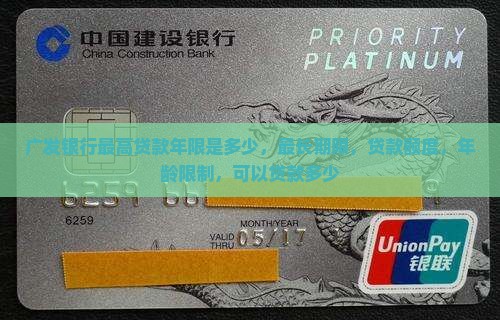 中国建设银行
China Construction Bank
PRIORITY
PLATINUM
广发银行最高贷款年限是多少，最长期限，贷款额度，年
龄限制，可以贷款多少
6259
6259
MONTH/YEAR
VALID
THRU
05/17
UnionPay
银联